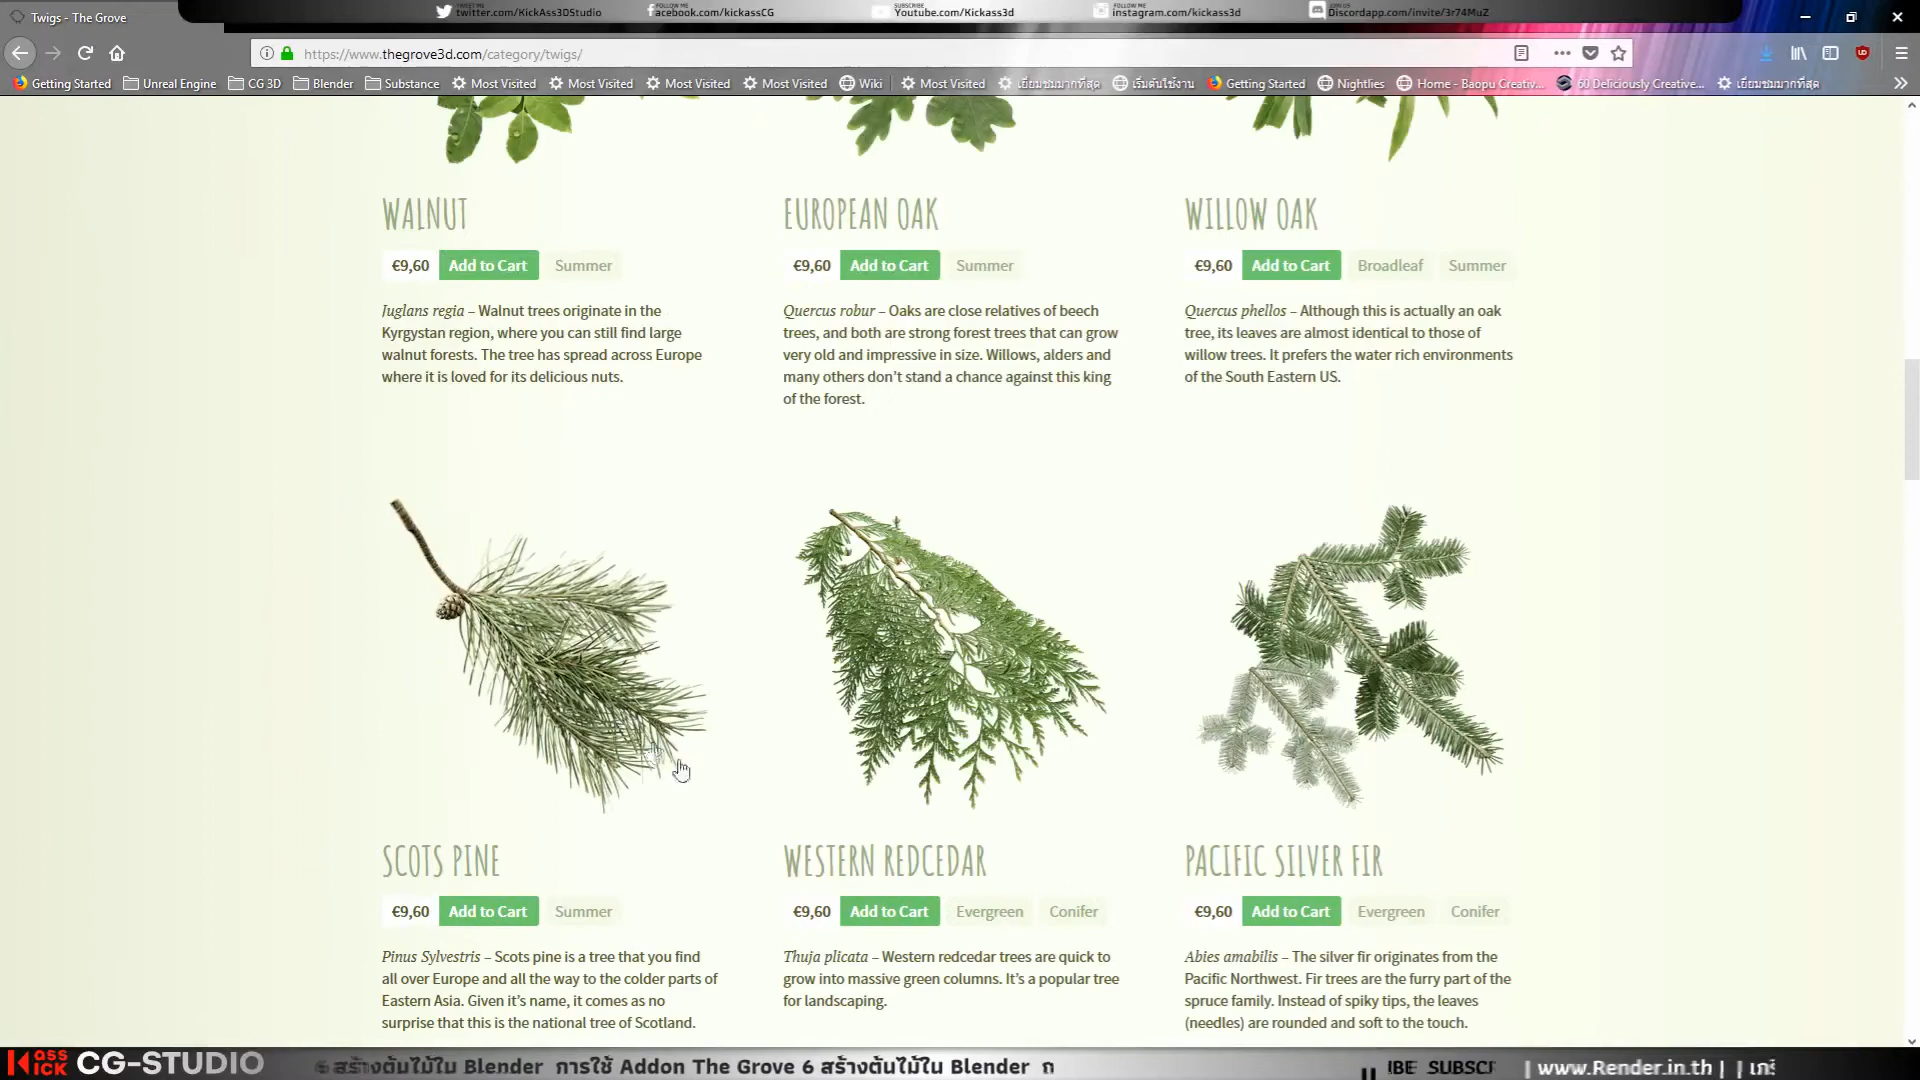 Twigs - The Grove
twitter.com/KickAss3DStudio
facebook.com/kickassCG
Youtube.com/Kickass3d
instagram.com/kickass3d
Discordapp.com/invite/3r74MuZ
https://www.thegrove3d.com/category/twigs/
Getting Started Unreal Engine CG 3D Blender Substance Most Visited Most Visited Most Visited Most Visited Wiki Most Visited เยี่ยมชมมากที่สุด เริ่มต้นใช้งาน Getting Started Nightlies Home - Baopu Creativ... 60 Deliciously Creative... เยี่ยมชมมากที่สุด
WALNUT
€9,60 Add to Cart Summer
Juglans regia – Walnut trees originate in the
Kyrgystan region, where you can still find large
walnut forests. The tree has spread across Europe
where it is loved for its delicious nuts.
EUROPEAN OAK
€9,60 Add to Cart Summer
Quercus robur – Oaks are close relatives of beech
trees, and both are strong forest trees that can grow
very old and impressive in size. Willows, alders and
many others don’t stand a chance against this king
of the forest.
WILLOW OAK
€9,60 Add to Cart Broadleaf Summer
Quercus phellos – Although this is actually an oak
tree, its leaves are almost identical to those of
willow trees. It prefers the water rich environments
of the South Eastern US.
SCOTS PINE
€9,60 Add to Cart Summer
Pinus Sylvestris – Scots pine is a tree that you find
all over Europe and all the way to the colder parts of
Eastern Asia. Given it’s name, it comes as no
surprise that this is the national tree of Scotland.
WESTERN REDCEDAR
€9,60 Add to Cart Evergreen Conifer
Thuja plicata – Western redcedar trees are quick to
grow into massive green columns. It’s a popular tree
for landscaping.
PACIFIC SILVER FIR
€9,60 Add to Cart Evergreen Conifer
Abies amabilis – The silver fir originates from the
Pacific Northwest. Fir trees are the furry part of the
spruce family. Instead of spiky tips, the leaves
(needles) are rounded and soft to the touch.
Kick ass CG-STUDIO
6 สร้างต้นไม้ใน Blender การใช้ Addon The Grove 6 สร้างต้นไม้ใน Blender ก
IBE SUBSCR | www.Render.in.th |